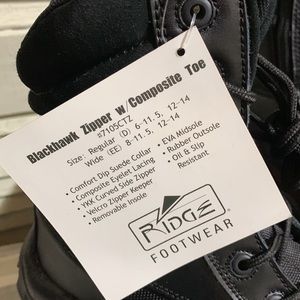 Blackhawk Zipper w/Composite Toe
#7105CTZ
Size: Regular (D) 6-11.5, 12-14
Wide (EE) 8-11.5, 12-14
• Comfort Dip Suede Collar
• Composite Eyelet Lacing
• YKK Curved Side Zipper
• Velcro Zipper Keeper
• Removable Insole
• EVA Midsole
• Rubber Outsole
• Oil & Slip
Resistant
RIDGE
FOOTWEAR